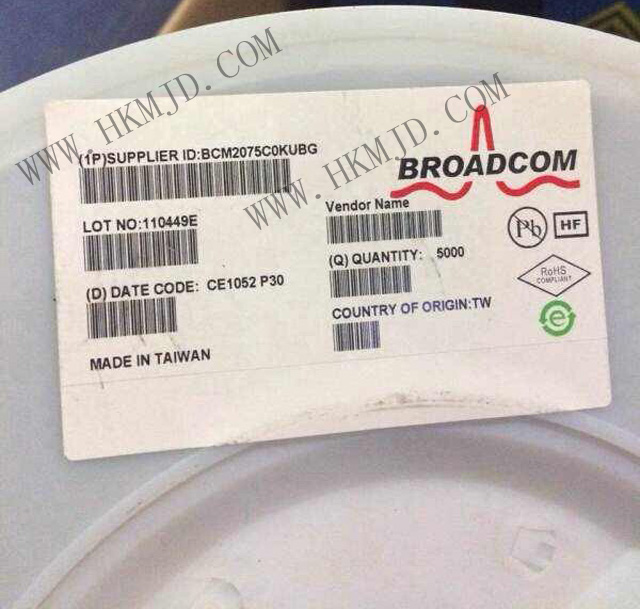 WWW.HKMJD.COM
WWW.HKMJD.COM
(1P)SUPPLIER ID:BCM2075C0KUBG
BROADCOM
LOT NO:110449E
Vendor Name
Pb
HF
(Q) QUANTITY: 5000
(D) DATE CODE: CE1052 P30
RoHS
COMPLIANT
COUNTRY OF ORIGIN:TW
e
MADE IN TAIWAN